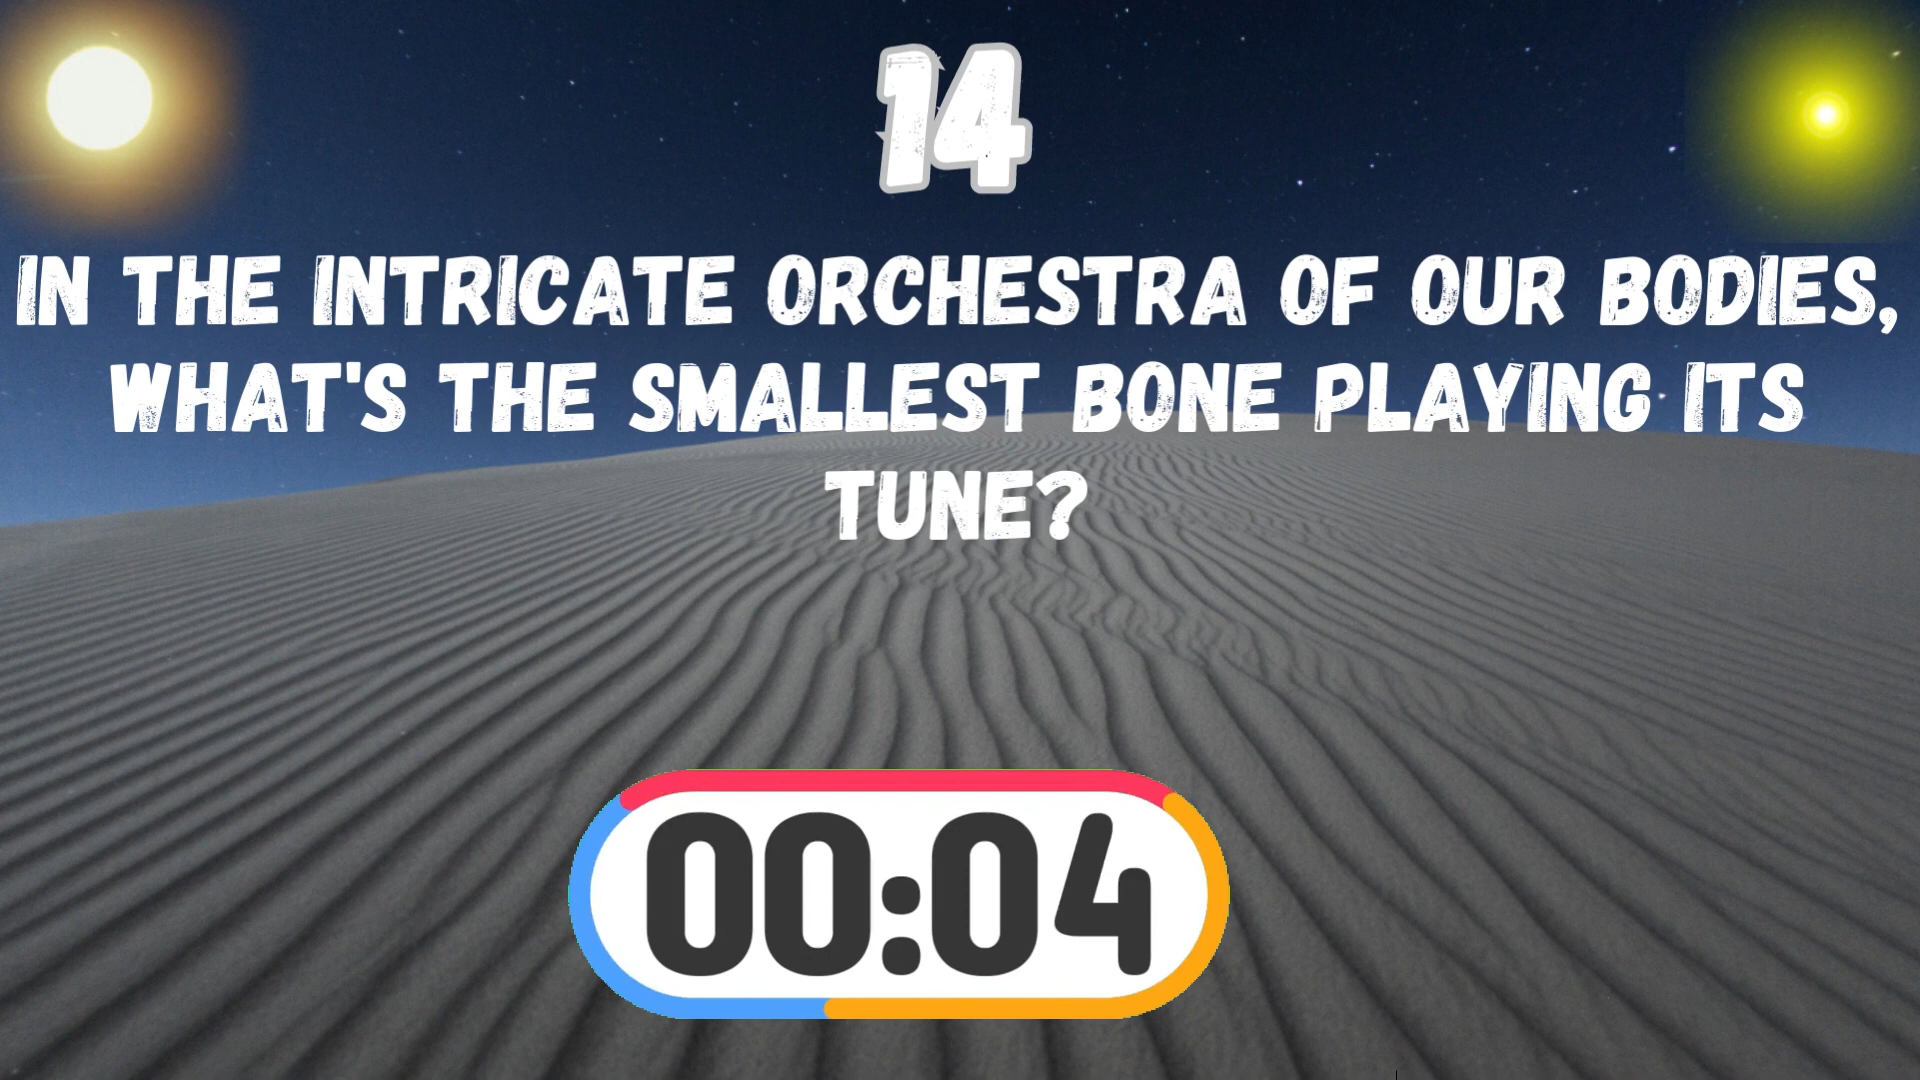 14
IN THE INTRICATE ORCHESTRA OF OUR BODIES,
WHAT'S THE SMALLEST BONE PLAYING ITS
TUNE?
00:04